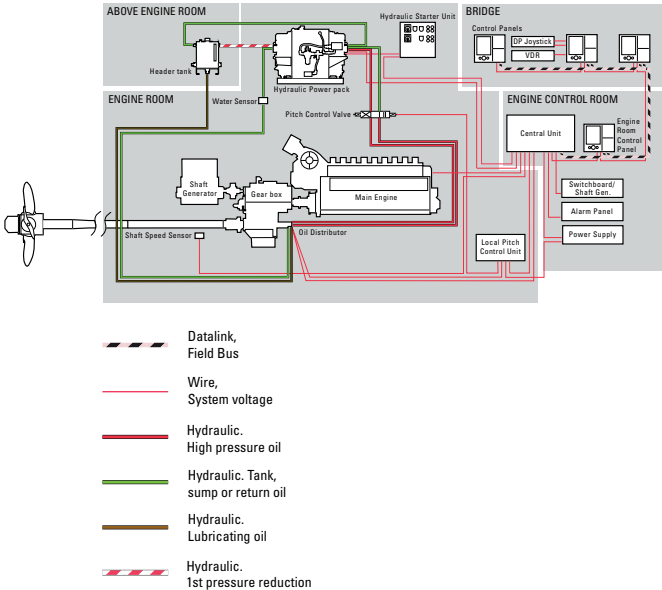 ABOVE ENGINE ROOM
Header tank
Hydraulic Power pack
Hydraulic Starter Unit
BRIDGE
Control Panels
DP Joystick
VDR
ENGINE ROOM
Water Sensor
Pitch Control Valve
ENGINE CONTROL ROOM
Central Unit
Engine
Room
Control
Panel
Shaft
Generator
Gear box
Main Engine
Switchboard/
Shaft Gen.
Alarm Panel
Power Supply
Shaft Speed Sensor
Oil Distributor
Local Pitch
Control Unit
Datalink,
Field Bus
Wire,
System voltage
Hydraulic.
High pressure oil
Hydraulic. Tank,
sump or return oil
Hydraulic.
Lubricating oil
Hydraulic.
1st pressure reduction